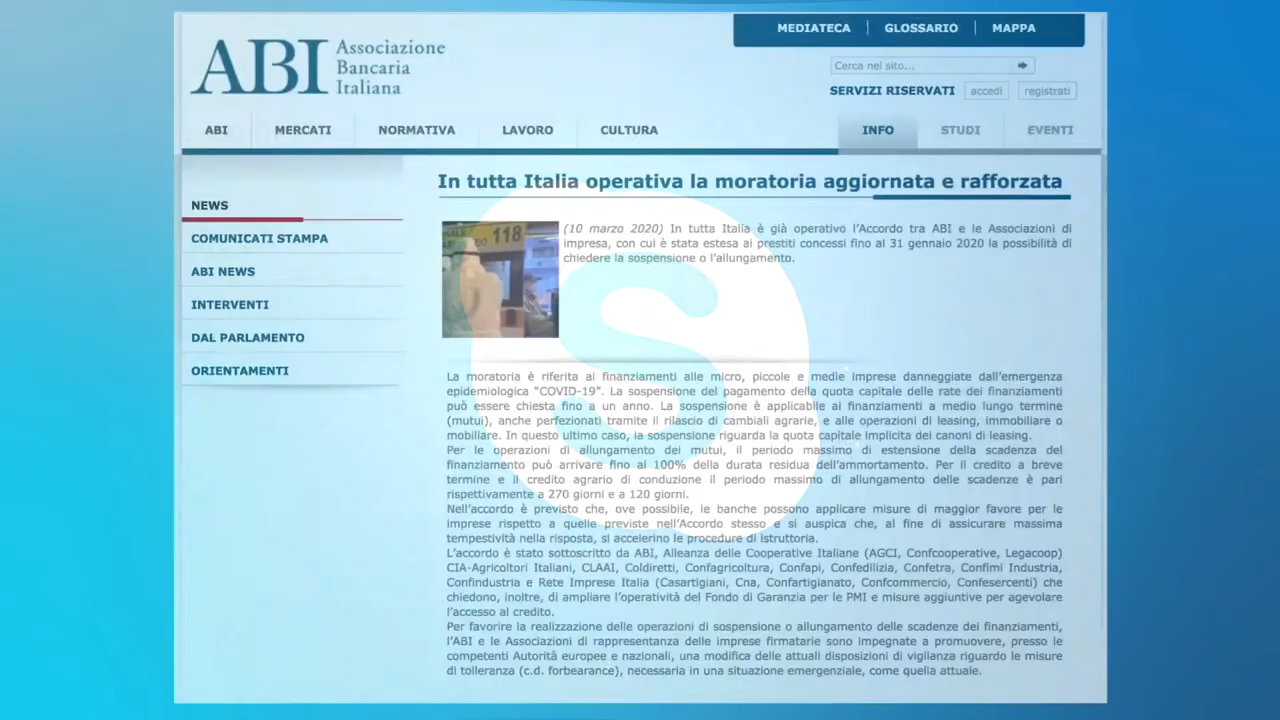 MEDIATECA GLOSSARIO MAPPA
ABI Associazione
Bancaria
Italiana
Cerca nel sito...
SERVIZI RISERVATI accedi registrati
ABI MERCATI NORMATIVA LAVORO CULTURA INFO STUDI EVENTI
NEWS
COMUNICATI STAMPA
ABI NEWS
INTERVENTI
DAL PARLAMENTO
ORIENTAMENTI
In tutta Italia operativa la moratoria aggiornata e rafforzata
118
(10 marzo 2020) In tutta Italia è già operativo l'Accordo tra ABI e le Associazioni di
impresa, con cui è stata estesa ai prestiti concessi fino al 31 gennaio 2020 la possibilità di
chiedere la sospensione o l'allungamento.
S
La moratoria è riferita ai finanziamenti alle micro, piccole e medie imprese danneggiate dall'emergenza
epidemiologica "COVID-19". La sospensione del pagamento della quota capitale delle rate dei finanziamenti
può essere chiesta fino a un anno. La sospensione è applicabile ai finanziamenti a medio lungo termine
(mutui), anche perfezionati tramite il rilascio di cambiali agrarie, e alle operazioni di leasing, immobiliare o
mobiliare. In questo ultimo caso, la sospensione riguarda la quota capitale implicita dei canoni di leasing.
Per le operazioni di allungamento dei mutui, il periodo massimo di estensione della scadenza del
finanziamento può arrivare fino al 100% della durata residua dell'ammortamento. Per il credito a breve
termine e il credito agrario di conduzione il periodo massimo di allungamento delle scadenze è pari
rispettivamente a 270 giorni e a 120 giorni.
Nell'accordo è previsto che, ove possibile, le banche possono applicare misure di maggior favore per le
imprese rispetto a quelle previste nell'Accordo stesso e si auspica che, al fine di assicurare massima
tempestività nella risposta, si accelerino le procedure di istruttoria.
L'accordo è stato sottoscritto da ABI, Alleanza delle Cooperative Italiane (AGCI, Confcooperative, Legacoop)
CIA-Agricoltori Italiani, CLAAI, Coldiretti, Confagricoltura, Confapi, Confedilizia, Confetra, Confimi Industria,
Confindustria e Rete Imprese Italia (Casartigiani, Cna, Confartigianato, Confcommercio, Confesercenti) che
chiedono, inoltre, di ampliare l'operatività del Fondo di Garanzia per le PMI e misure aggiuntive per agevolare
l'accesso al credito.
Per favorire la realizzazione delle operazioni di sospensione o allungamento delle scadenze dei finanziamenti,
l'ABI e le Associazioni di rappresentanza delle imprese firmatarie sono impegnate a promuovere, presso le
competenti Autorità europee e nazionali, una modifica delle attuali disposizioni di vigilanza riguardo le misure
di tolleranza (c.d. forbearance), necessaria in una situazione emergenziale, come quella attuale.